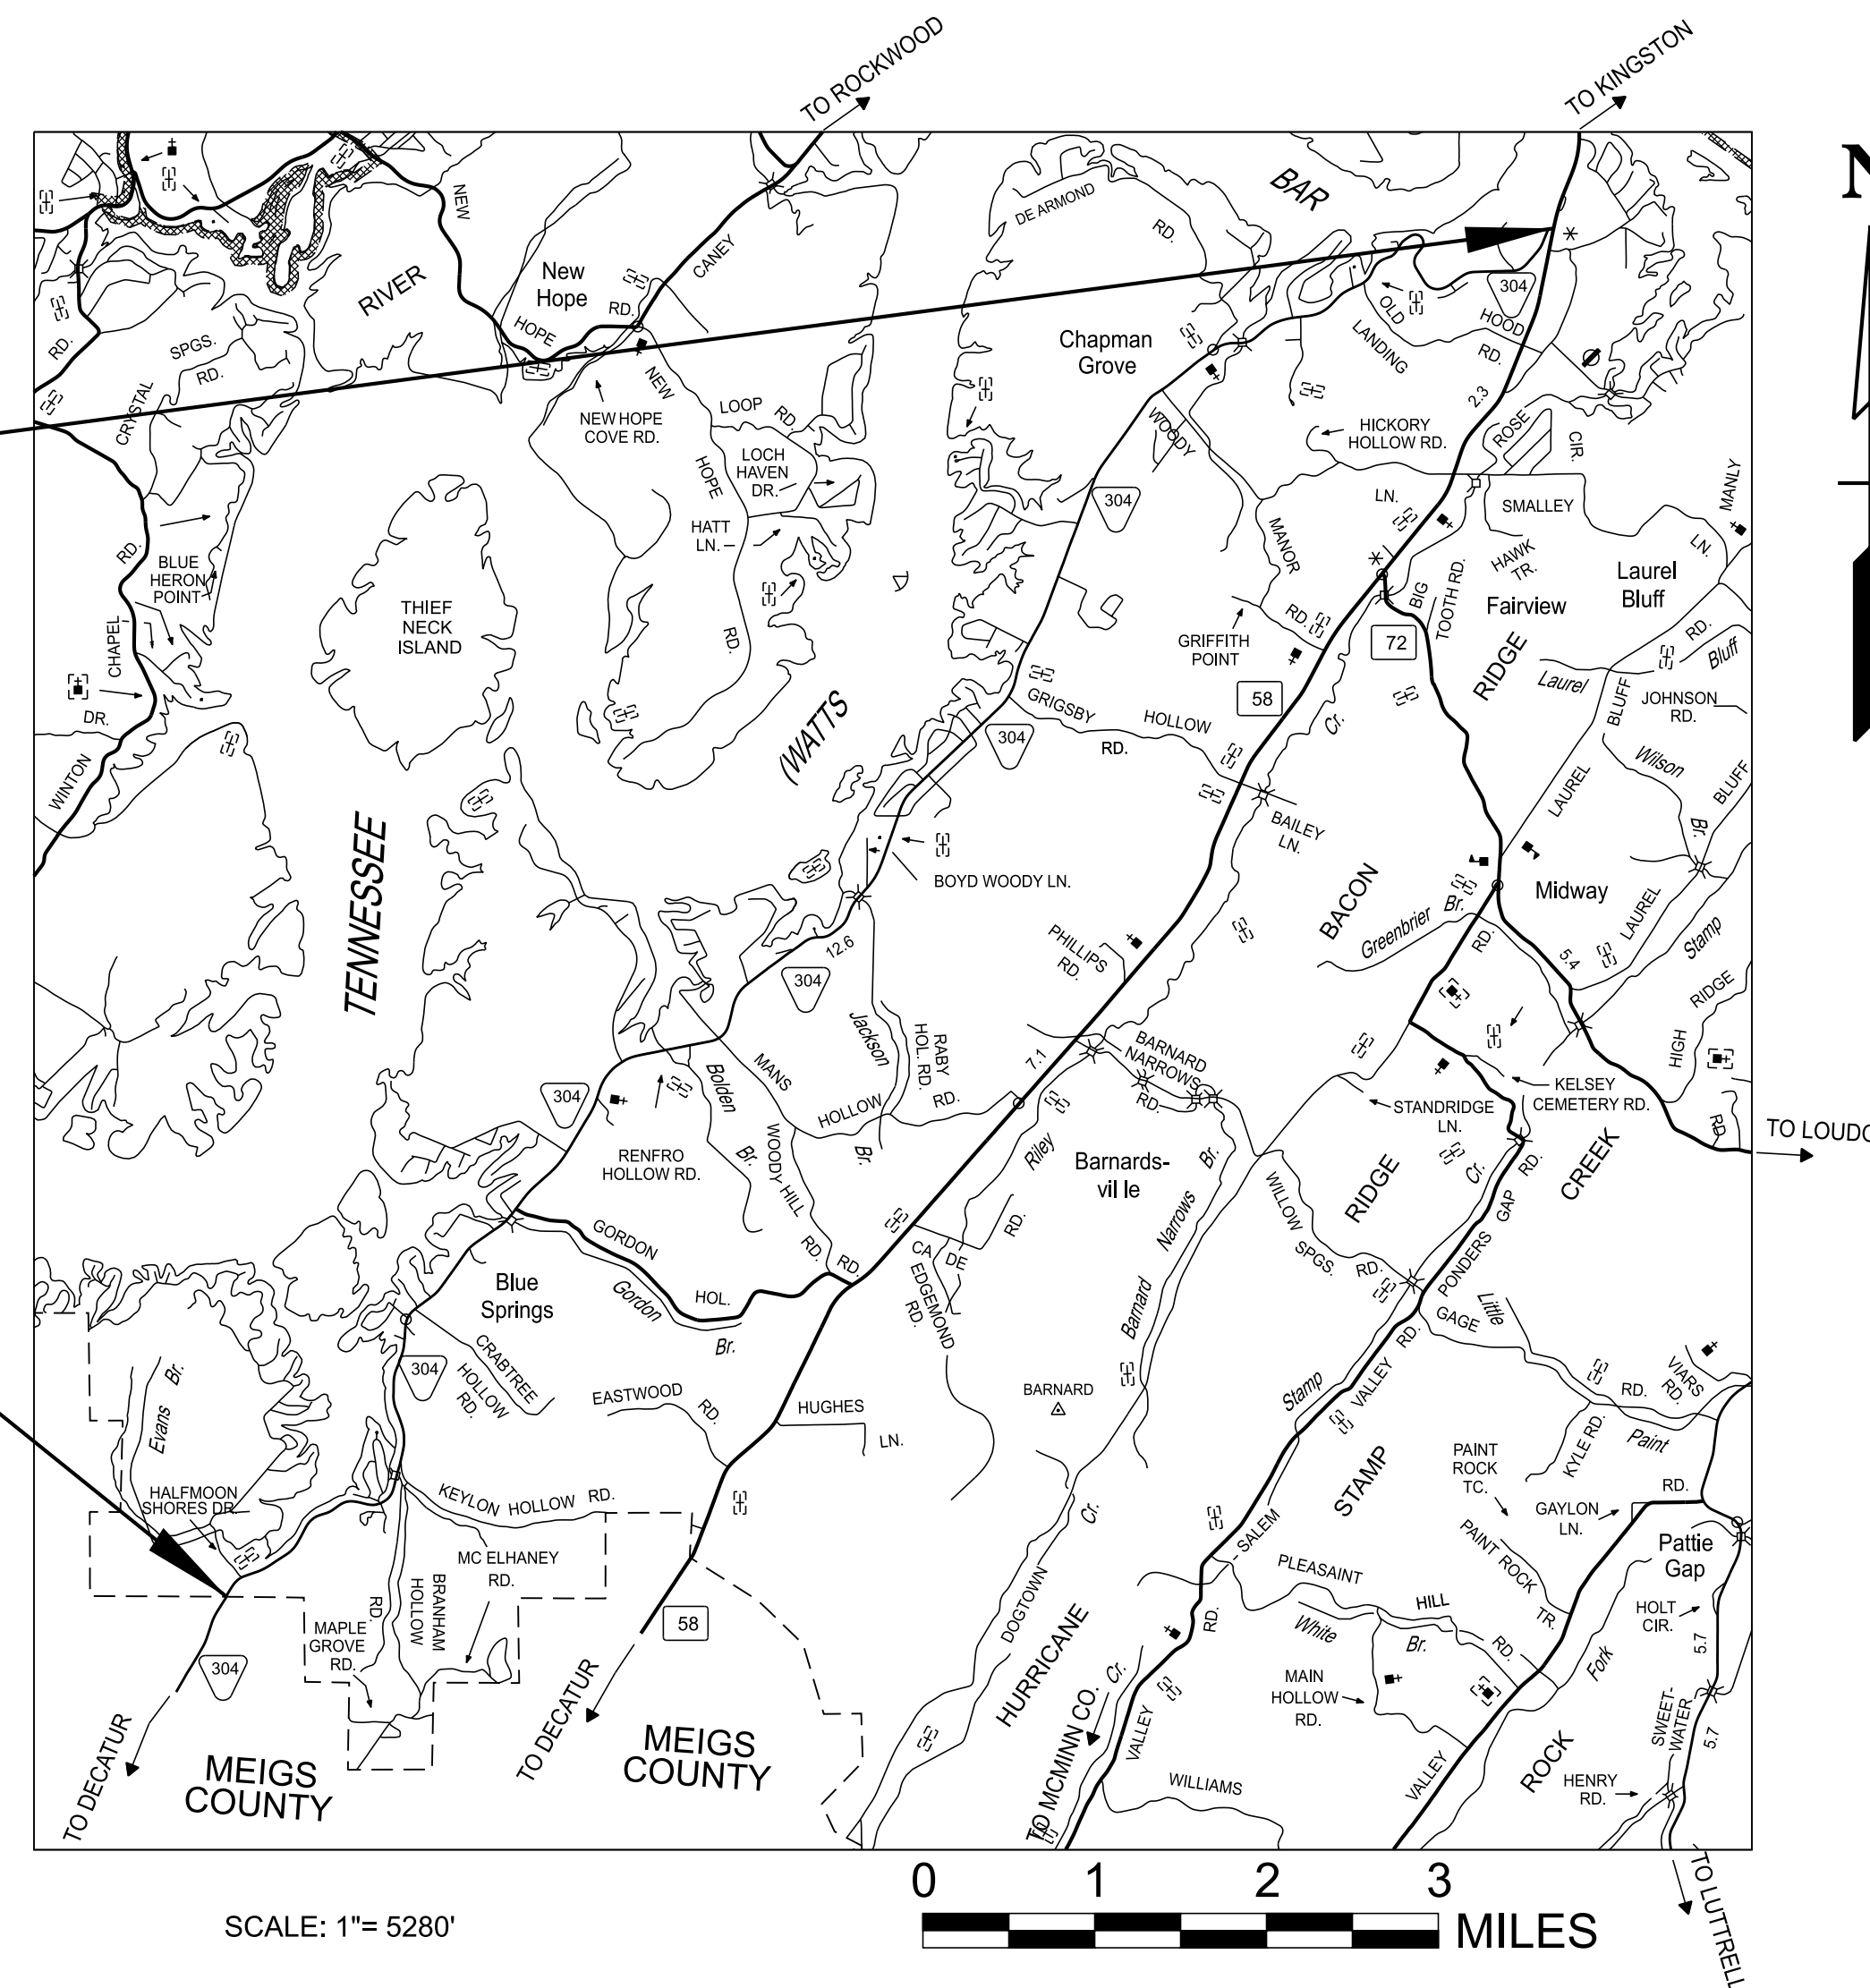 TO ROCKWOOD
TO KINGSTON
N
BAR
DE ARMOND
RD.
NEW
CANEY
RIVER
New
Hope
HOPE
RD.
304
OLD
HOOD
RD.
LANDING
Chapman
Grove
RD.
SPGS.
RD.
CRYSTAL
NEW HOPE
COVE RD.
NEW
LOOP
RD.
LOCH
HAVEN
DR.
HOPE
HATT
LN.
RD.
WOODY
2.3
HICKORY
HOLLOW RD.
ROSE
CIR.
MANLY
304
LN.
SMALLEY
LN.
MANOR
RD.
HAWK
TR.
Laurel
Bluff
BIG
TOOTH RD.
Fairview
RD.
BLUE
HERON
POINT
CHAPEL
THIEF
NECK
ISLAND
GRIFFITH
POINT
72
RIDGE
RD.
Bluff
Laurel
BLUFF
JOHNSON
RD.
58
DR.
WINTON
(WATTS
GRIGSBY
HOLLOW
RD.
304
Cr.
Wilson
BLUFF
LAUREL
Br.
TENNESSEE
BAILEY
LN.
BOYD WOODY LN.
BACON
Midway
Greenbrier
Br.
RD.
LAUREL
Stamp
5.4
12.6
304
PHILLIPS
RD.
RIDGE
HIGH
RD
Jackson
RABY
HOL. RD.
7.1
BARNARD
NARROWS
RD.
MANS
HOLLOW
RD.
Bolden
Br.
304
KELSEY
CEMETERY RD.
STANDRIDGE
LN.
TO LOUDO
RENFRO
HOLLOW RD.
WOODY HILL
RD.
Br.
Riley
Barnards-
vil le
Br.
Narrows
Barnard
RIDGE
Cr.
RD.
CREEK
WILLOW
SPGS.
RD.
GAP
PONDERS
GORDON
HOL.
RD.
Gordon
Br.
CA DE
RD.
EDGEMOND
RD.
Blue
Springs
GAGE
Little
RD.
RD.
VALLEY
Stamp
VIARS
RD.
304
CRABTREE
HOLLOW
RD.
Evans
Br.
EASTWOOD
RD.
HUGHES
LN.
BARNARD
KYLE RD.
Paint
STAMP
PAINT
ROCK
TC.
RD.
GAYLON
LN.
HALFMOON
SHORES DR.
KEYLON HOLLOW RD.
Cr.
SALEM
PAINT ROCK
TR.
Pattie
Gap
MC ELHANEY
RD.
PLEASAINT
HILL
RD.
HOLT
CIR.
DOGTOWN
BRANHAM
HOLLOW
RD.
MAPLE
GROVE
RD.
58
White
Br.
RD.
Fork
5.7
HURRICANE
304
MAIN
HOLLOW
RD.
SWEET-
WATER
5.7
TO DECATUR
TO DECATUR
MEIGS
COUNTY
MEIGS
COUNTY
Cr.
TO MCMINN CO.
VALLEY
WILLIAMS
VALLEY
ROCK
HENRY
RD.
TO LUTTRELL
0 1 2 3
MILES
SCALE: 1"= 5280'